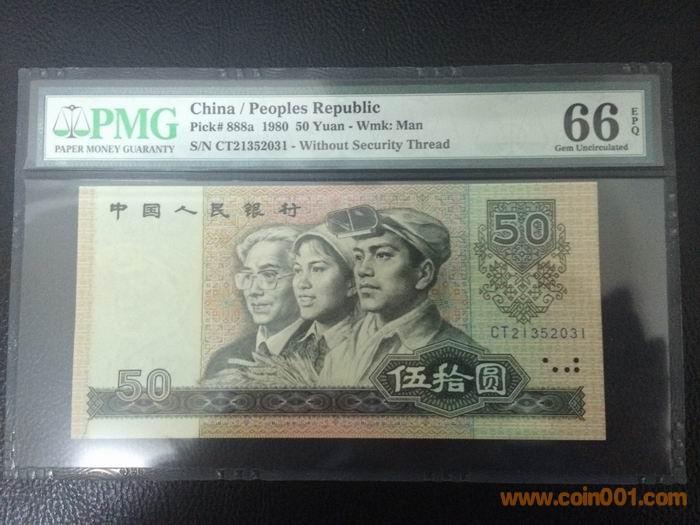 PMG
PAPER MONEY GUARANTY
China / Peoples Republic
Pick# 888a 1980 50 Yuan - Wmk: Man
S/N CT21352031 - Without Security Thread
66 EPQ
Gem Uncirculated
中国人民银行
50
CT21352031
50
伍拾圆
www.coin001.com